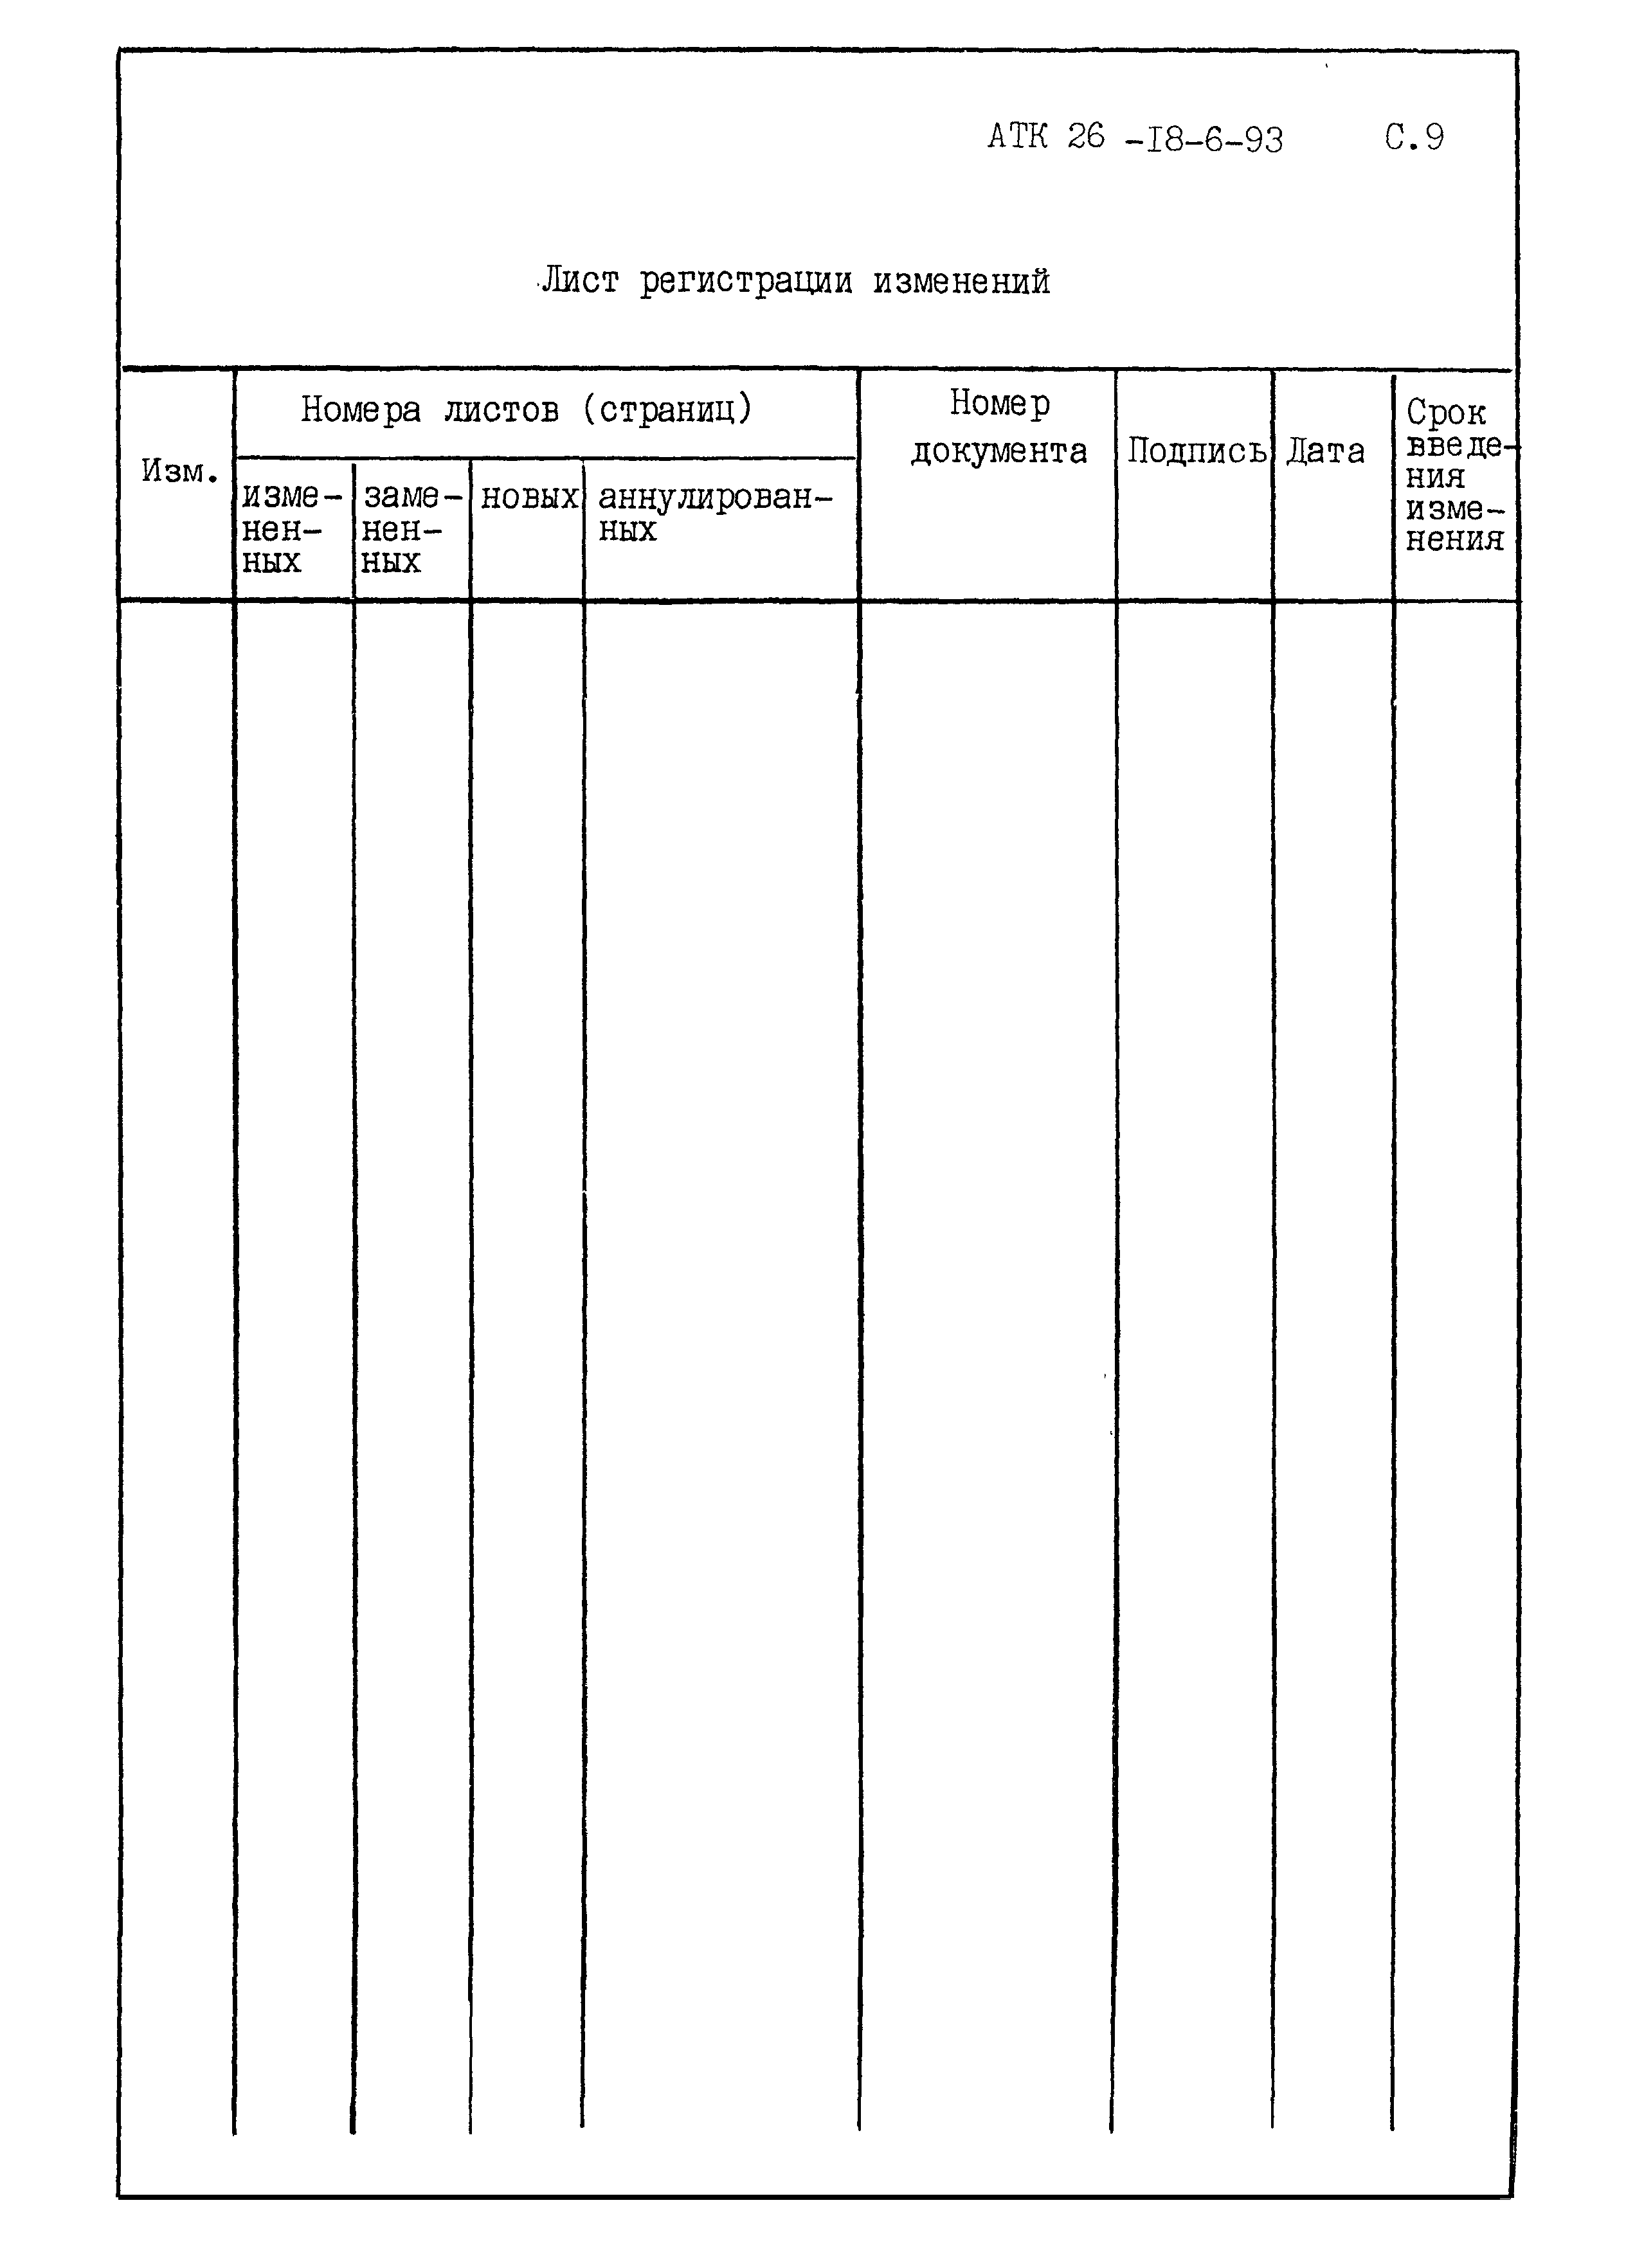 АТК 26 -I8-6-93 С.9
Лист регистрации изменений
Изм.
Номера листов (страниц)
изме-
нен-
ных
заме-
нен-
ных
новых
аннулирован-
ных
Номер
документа
Подпись
Дата
Срок
введе-
ния
изме-
нения